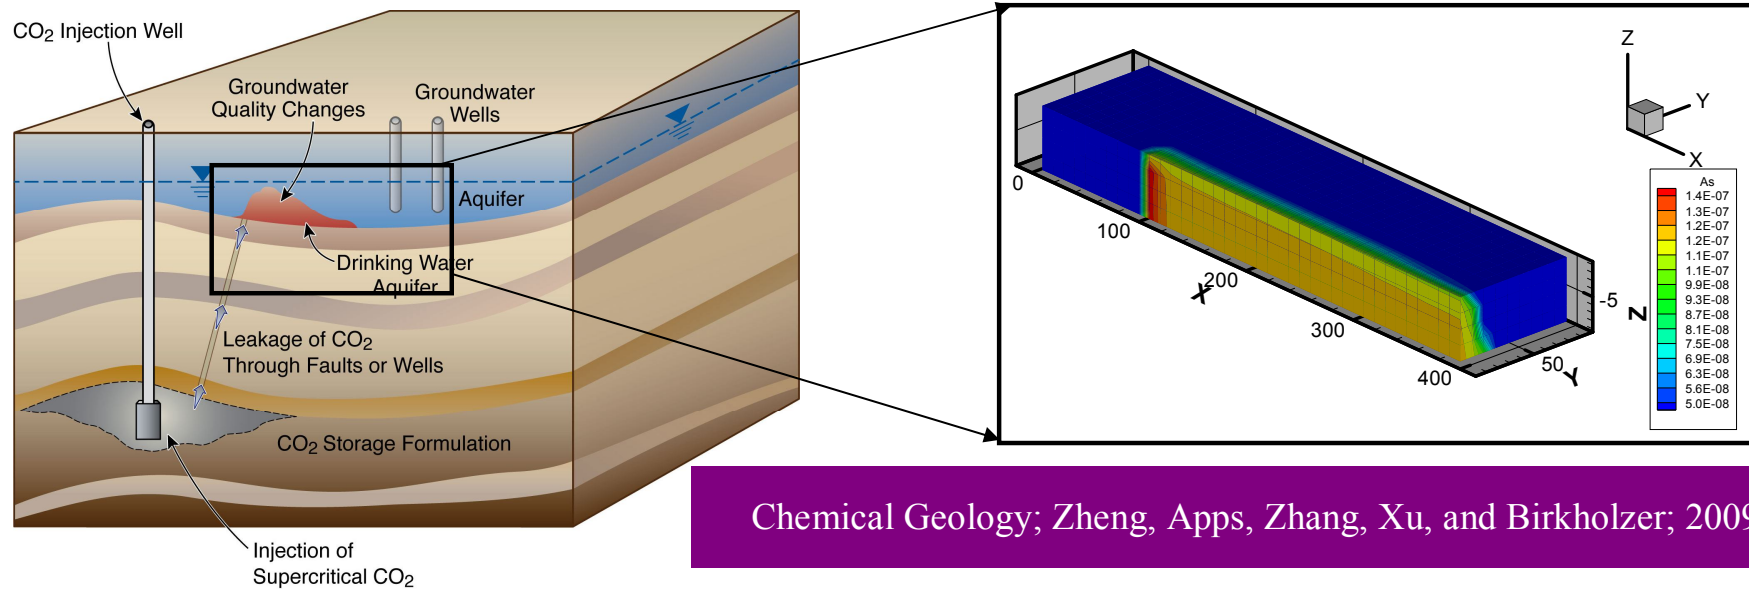 CO2 Injection Well
Groundwater
Quality Changes
Groundwater
Wells
Aquifer
Drinking Water
Aquifer
Leakage of CO2
Through Faults or Wells
CO2 Storage Formulation
Injection of
Supercritical CO2
Z
Y
X
0
100
200
300
400
X
50
Y
-5
Z
As
1.4E-07
1.3E-07
1.2E-07
1.2E-07
1.1E-07
1.1E-07
9.9E-08
9.3E-08
8.7E-08
8.1E-08
7.5E-08
6.9E-08
6.3E-08
5.6E-08
5.0E-08
Chemical Geology; Zheng, Apps, Zhang, Xu, and Birkholzer; 2009